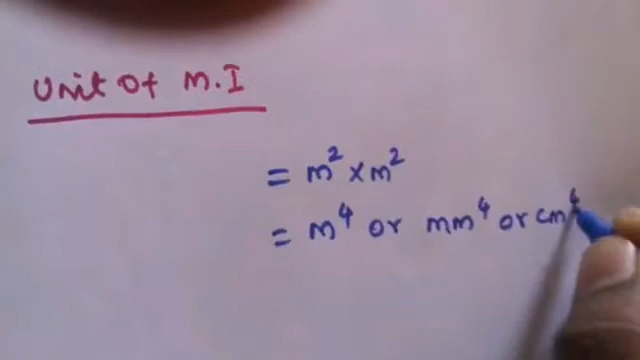 Unit Of M.I
= m² × m²
= m⁴ or mm⁴ or cm⁴